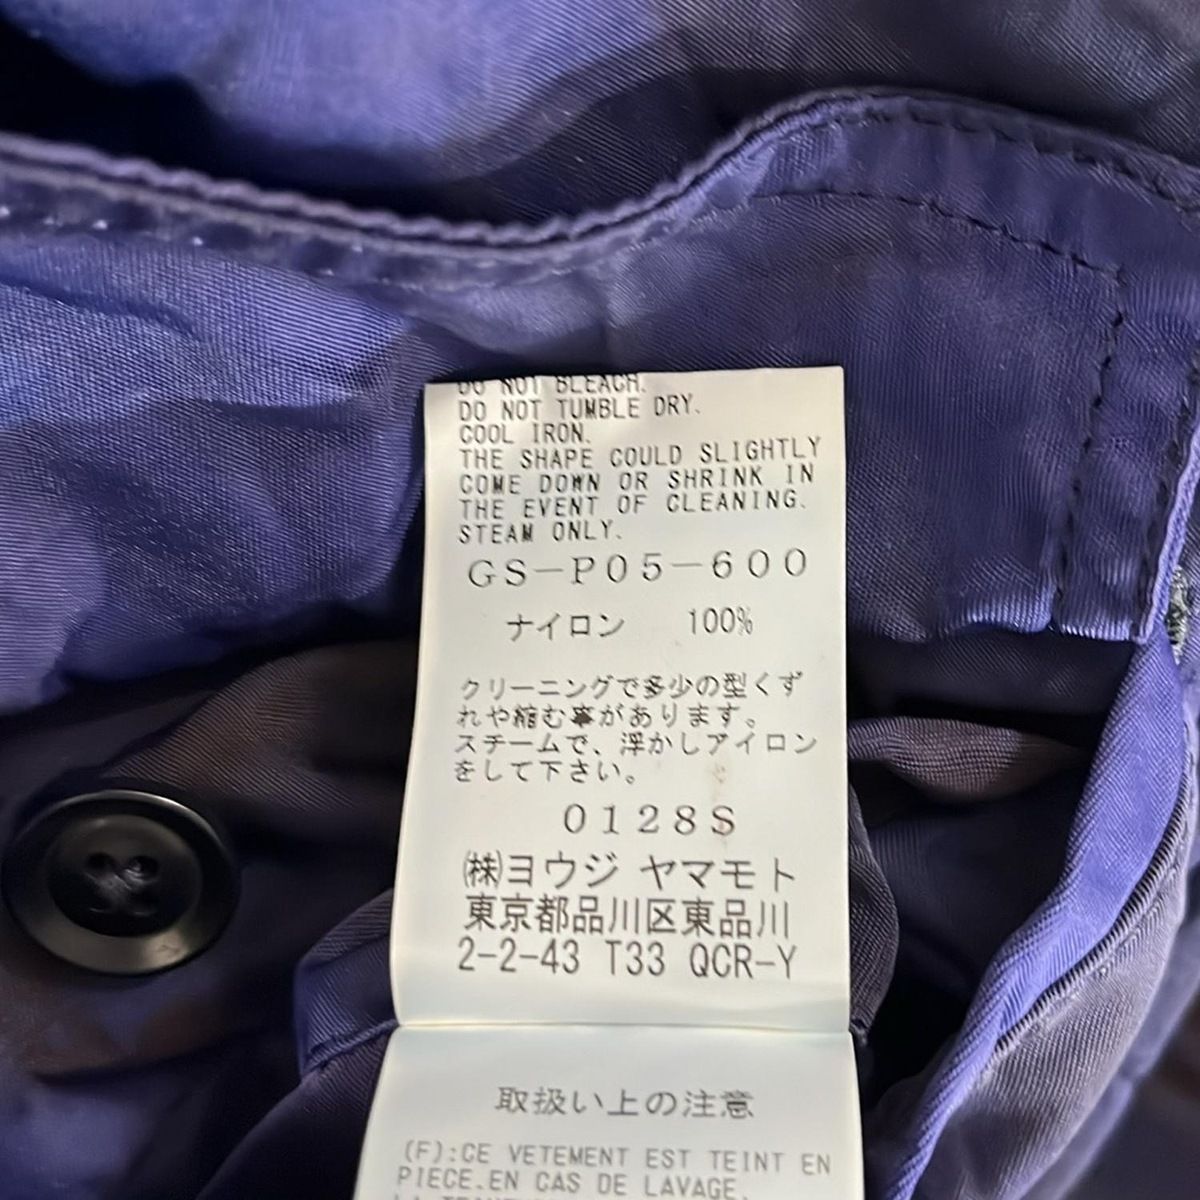 DO NOT BLEACH.
DO NOT TUMBLE DRY.
COOL IRON.
THE SHAPE COULD SLIGHTLY
COME DOWN OR SHRINK IN
THE EVENT OF CLEANING.
STEAM ONLY.
GS-P05-600
ナイロン 100%
クリーニングで多少の型くず
れや縮む事があります。
スチームで、浮かしアイロン
をして下さい。
0128S
㈱ヨウジ ヤマモト
東京都品川区東品川
2-2-43 T33 QCR-Y
取扱い上の注意
(F):CE VETEMENT EST TEINT EN
PIECE.EN CAS DE LAVAGE,